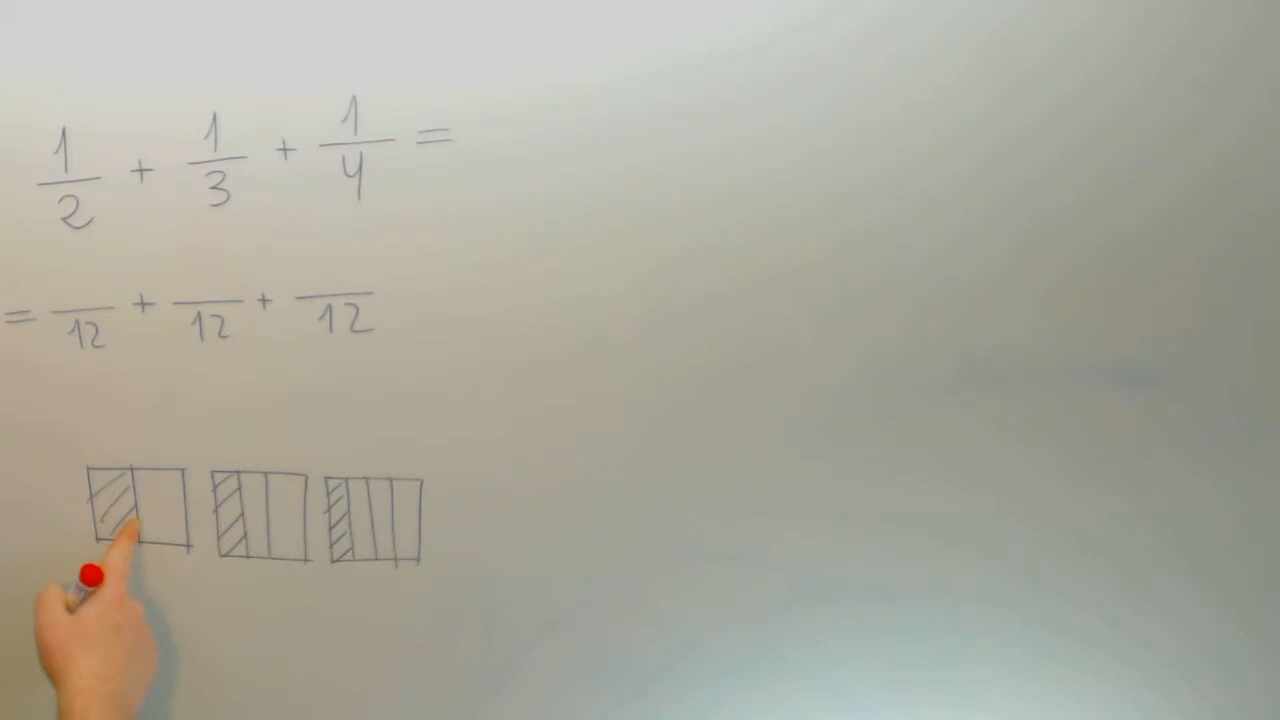 1/2 + 1/3 + 1/4 =
= /12 + /12 + /12